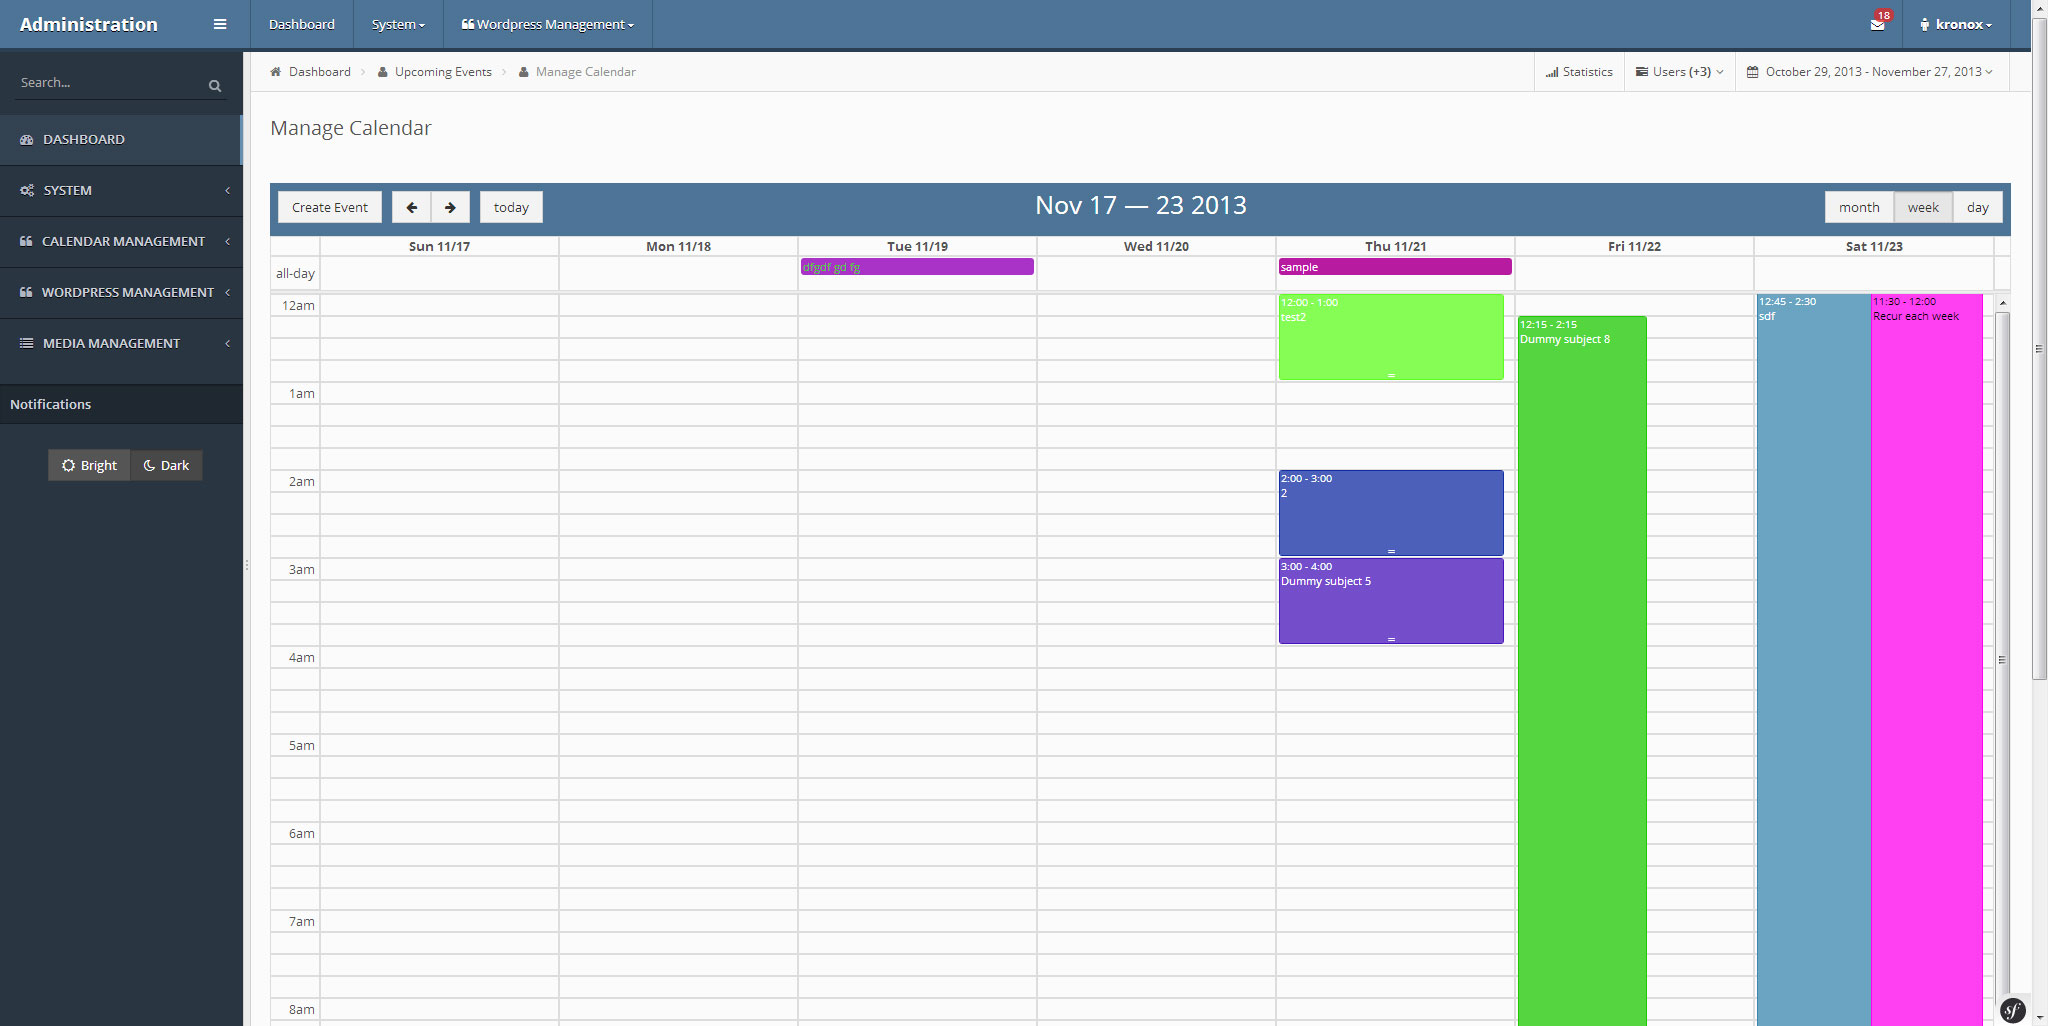 Administration
Dashboard System Wordpress Management 18 kronox
Search...
Dashboard Upcoming Events Manage Calendar Statistics Users (+3) October 29, 2013 - November 27, 2013
Manage Calendar
DASHBOARD
SYSTEM
CALENDAR MANAGEMENT
WORDPRESS MANAGEMENT
MEDIA MANAGEMENT
Notifications
Bright Dark
Create Event today Nov 17 — 23 2013 month week day
Sun 11/17 Mon 11/18 Tue 11/19 Wed 11/20 Thu 11/21 Fri 11/22 Sat 11/23
all-day dfgdf gd fg sample
12am
12:00 - 1:00
test2
12:15 - 2:15
Dummy subject 8
12:45 - 2:30
sdf
11:30 - 12:00
Recur each week
1am
2am
2:00 - 3:00
2
3am
3:00 - 4:00
Dummy subject 5
4am
5am
6am
7am
8am
sf